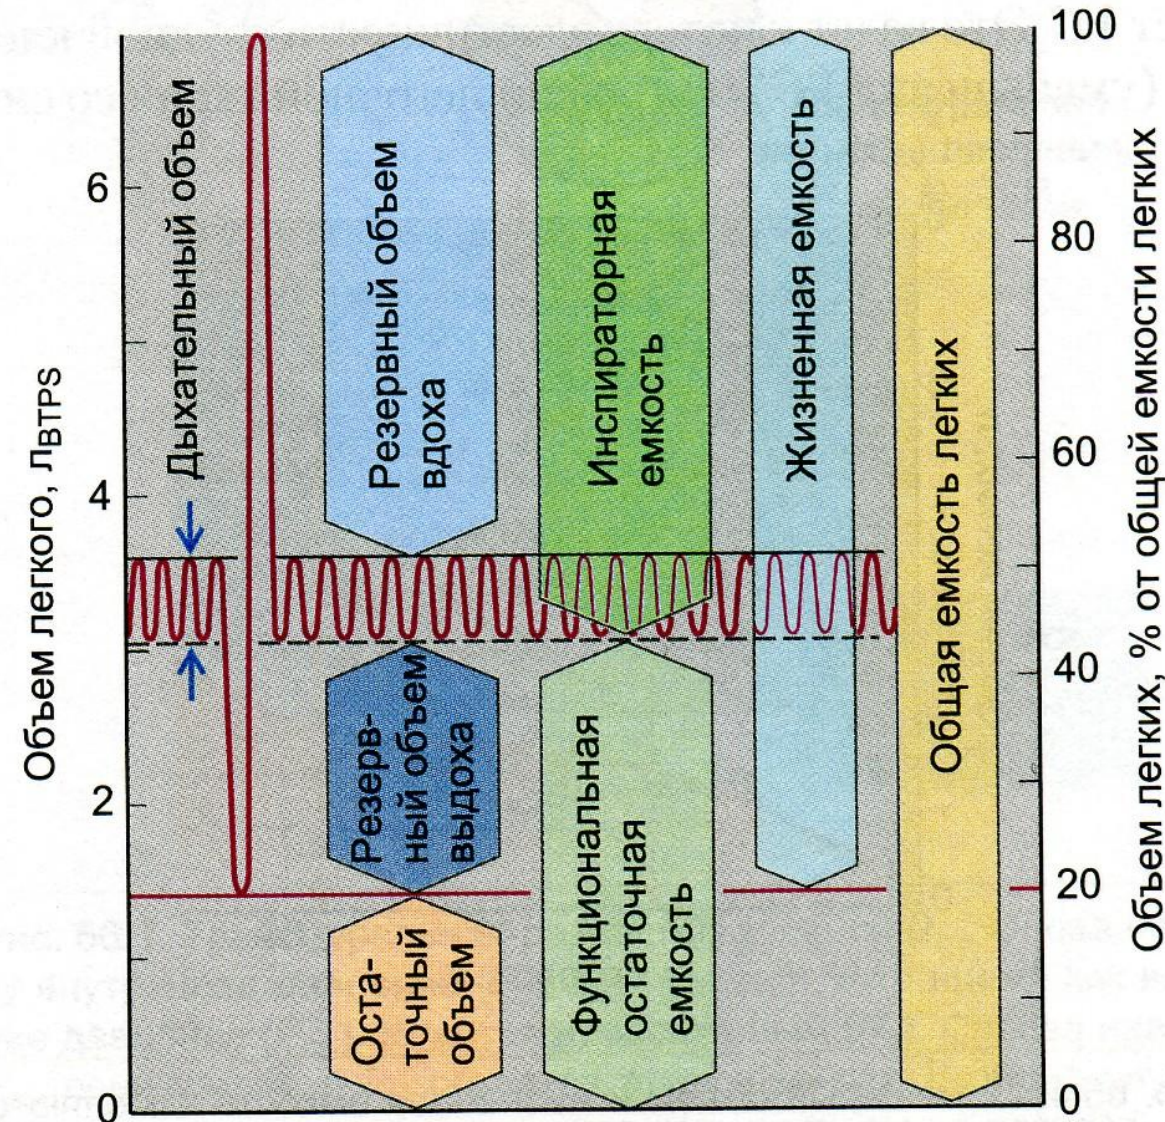 Объем легкого, лBTPS
6
4
2
0
Дыхательный объем
Резервный объем
вдоха
Резерв-
ный объем
выдоха
Оста-
точный
объем
Инспираторная
емкость
Функциональная
остаточная
емкость
Жизненная емкость
Общая емкость легких
100
80
60
40
20
0
Объем легких, % от общей емкости легких